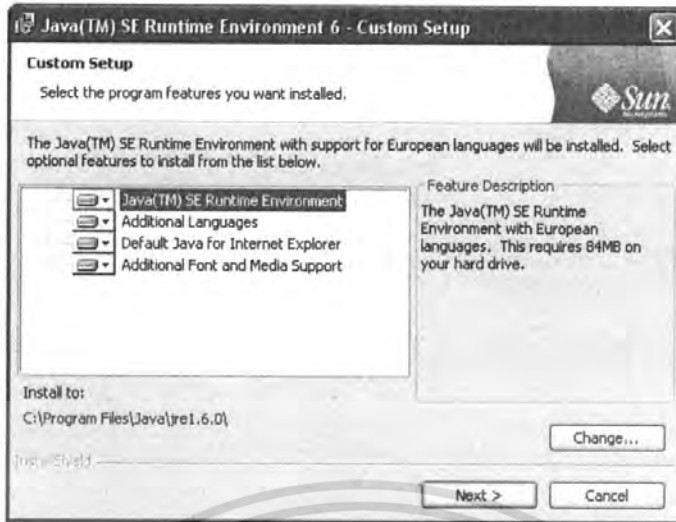 Java(TM) SE Runtime Environment 6 - Custom Setup
Custom Setup
Select the program features you want installed.
Sun
The Java(TM) SE Runtime Environment with support for European languages will be installed. Select
optional features to install from the list below.
Java(TM) SE Runtime Environment
Additional Languages
Default Java for Internet Explorer
Additional Font and Media Support
Feature Description
The Java(TM) SE Runtime
Environment with European
languages. This requires 84MB on
your hard drive.
Install to:
C:\Program Files\Java\jre1.6.0\
Change...
InstallShield
Next >
Cancel